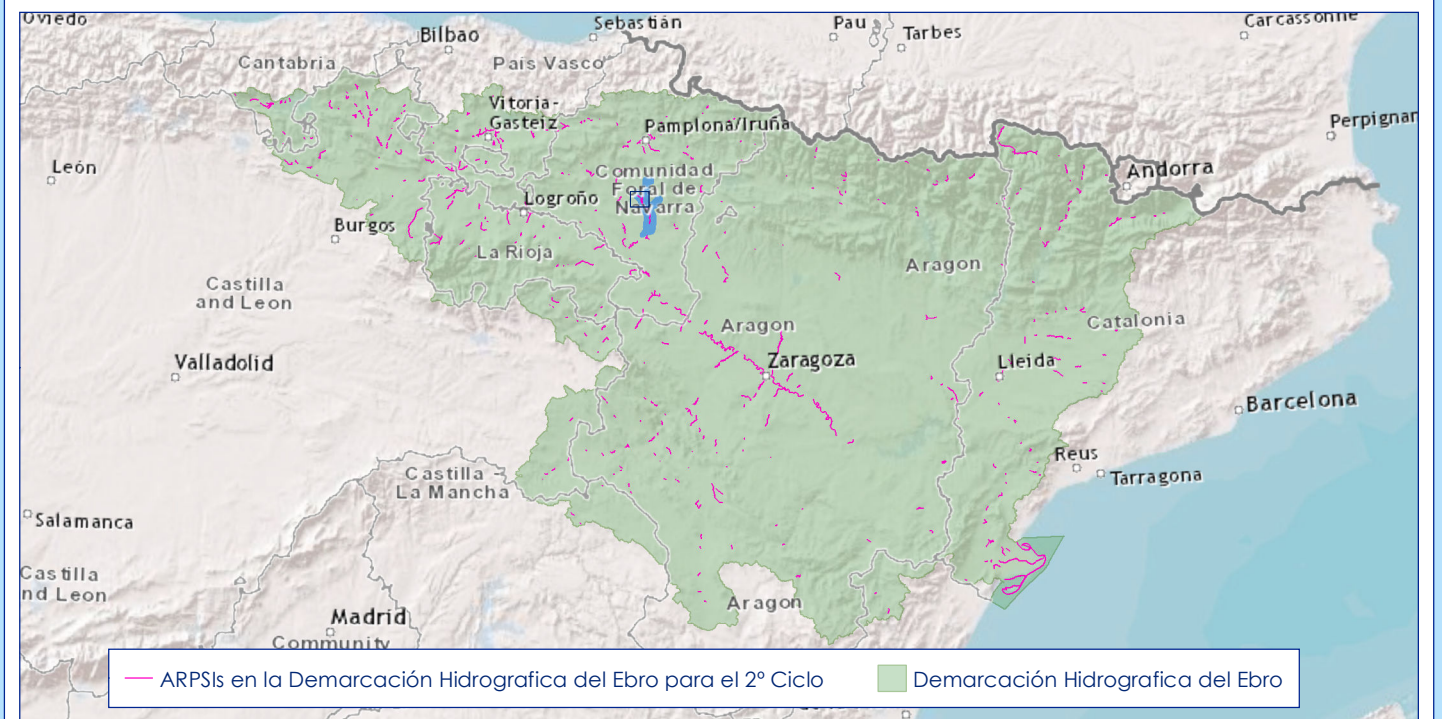 Oviedo
Sebastián
Pau
Tarbes
Carcassonne
Bilbao
Cantabria
País Vasco
Vitoria-
Gasteiz
Pamplona/Iruña
Perpignan
León
Comunidad
Foral de
Navarra
Andorra
Logroño
Burgos
La Rioja
Aragon
Castilla
and Leon
Aragon
Catalonia
Valladolid
Zaragoza
Lleida
Barcelona
Castilla -
La Mancha
Reus
Tarragona
Salamanca
Castilla
nd Leon
Aragon
Madrid
Community
ARPSIs en la Demarcación Hidrografica del Ebro para el 2º Ciclo
Demarcación Hidrografica del Ebro